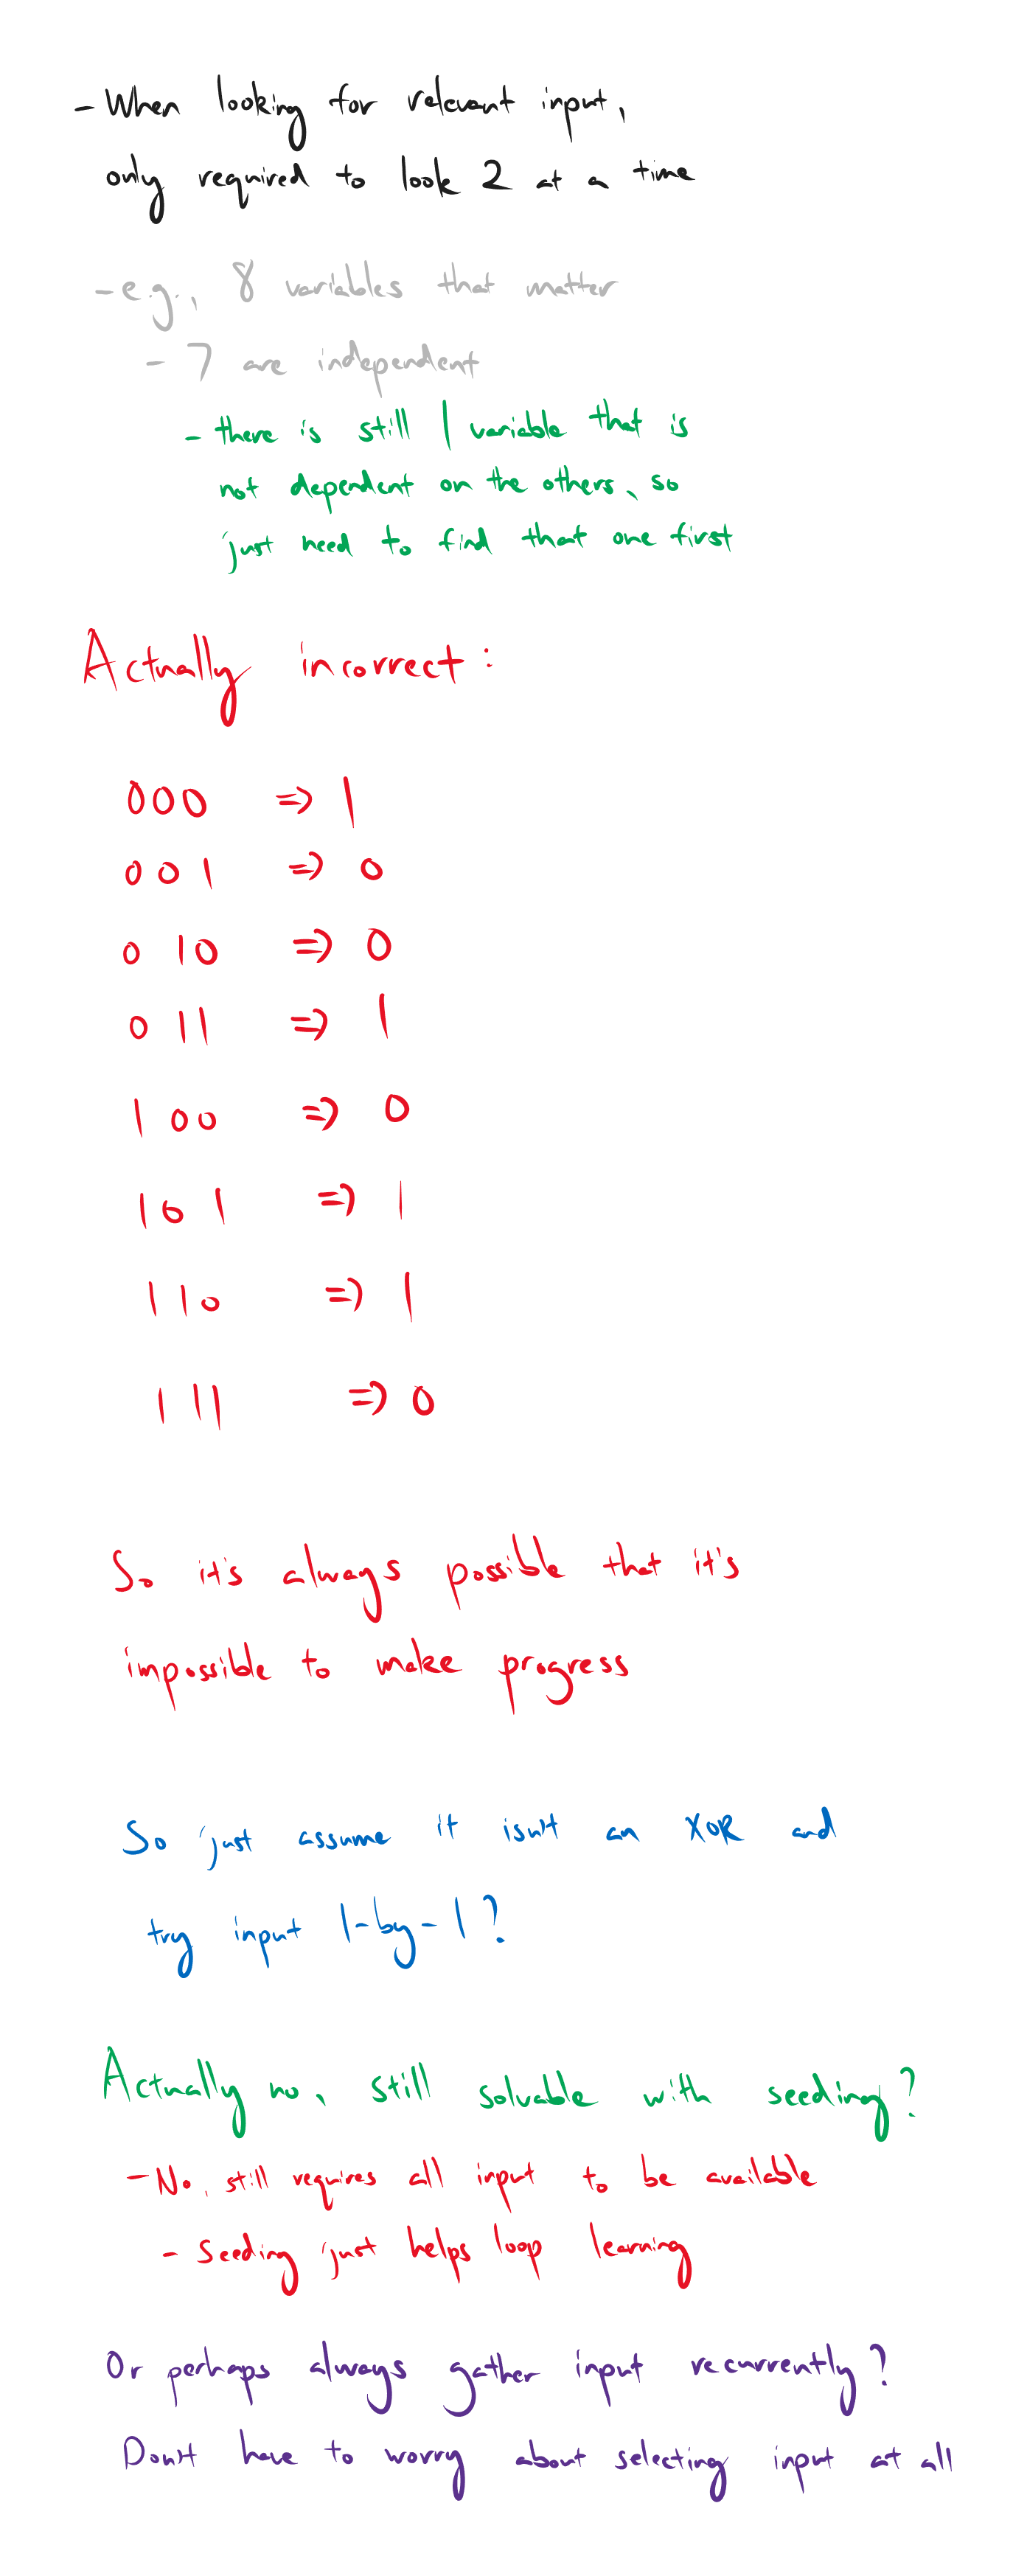 - When looking for relevant input,
only required to look 2 at a time
- e.g., 8 variables that matter
- 7 are independent
- there is still 1 variable that is
not dependent on the others, so
just need to find that one first
Actually incorrect:
000 => 1
001 => 0
010 => 0
011 => 1
100 => 0
101 => 1
110 => 1
111 => 0
So it's always possible that it's
impossible to make progress
So just assume it isn't an XOR and
try input 1-by-1?
Actually no, still solvable with seeding?
- No, still requires all input to be available
- Seeding just helps loop learning
Or perhaps always gather input recurrently?
Don't have to worry about selecting input at all